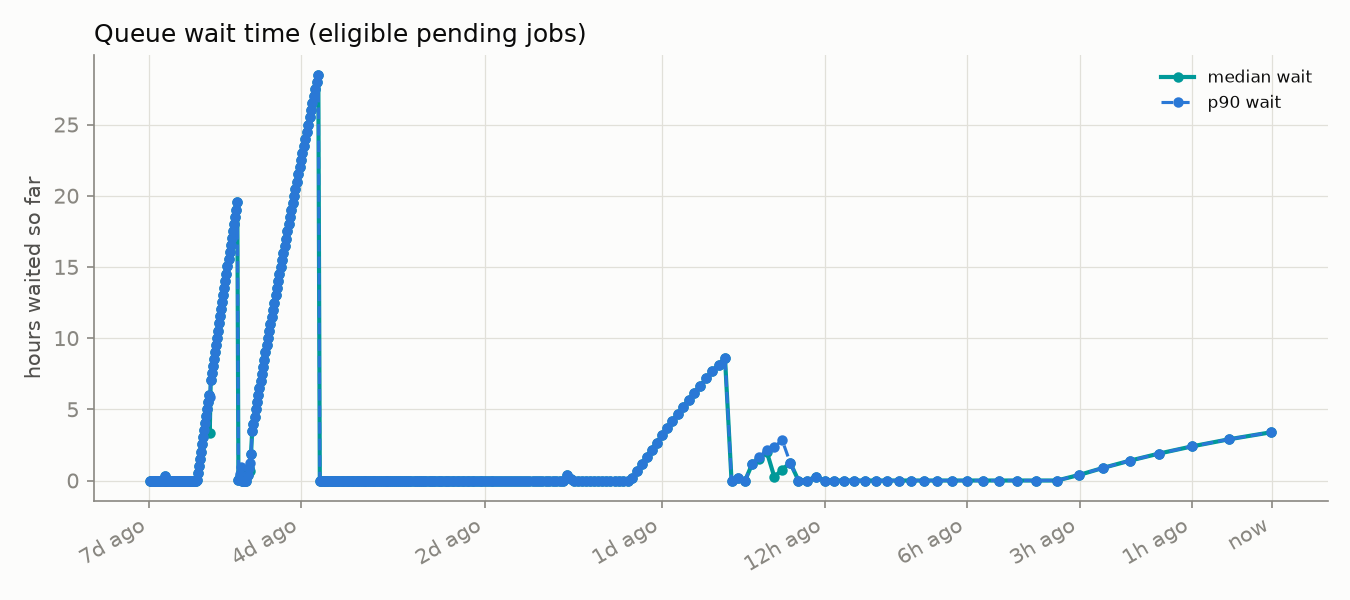 Queue wait time (eligible pending jobs)
median wait
p90 wait
hours waited so far
25
20
15
10
5
0
7d ago
4d ago
2d ago
1d ago
12h ago
6h ago
3h ago
1h ago
now